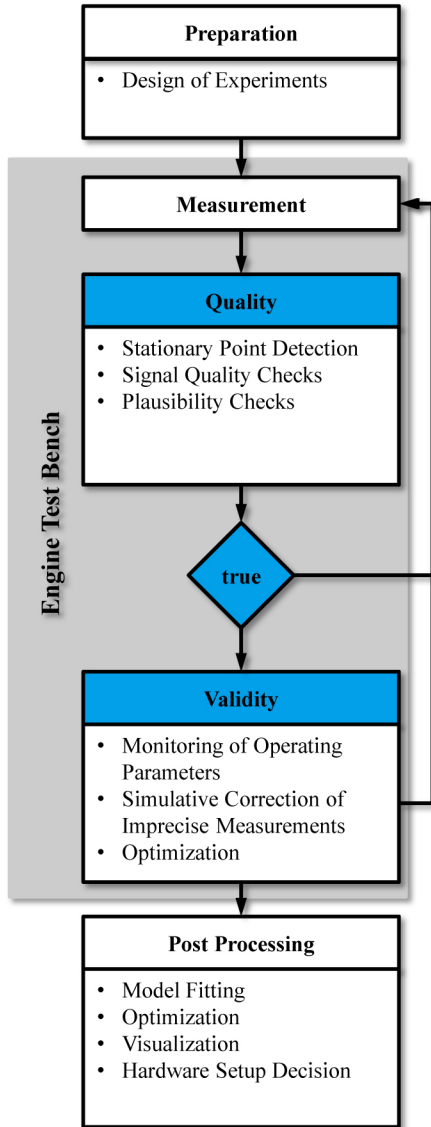 Preparation
• Design of Experiments
Measurement
Quality
• Stationary Point Detection
• Signal Quality Checks
• Plausibility Checks
Engine Test Bench
true
Validity
• Monitoring of Operating
Parameters
• Simulative Correction of
Imprecise Measurements
• Optimization
Post Processing
• Model Fitting
• Optimization
• Visualization
• Hardware Setup Decision